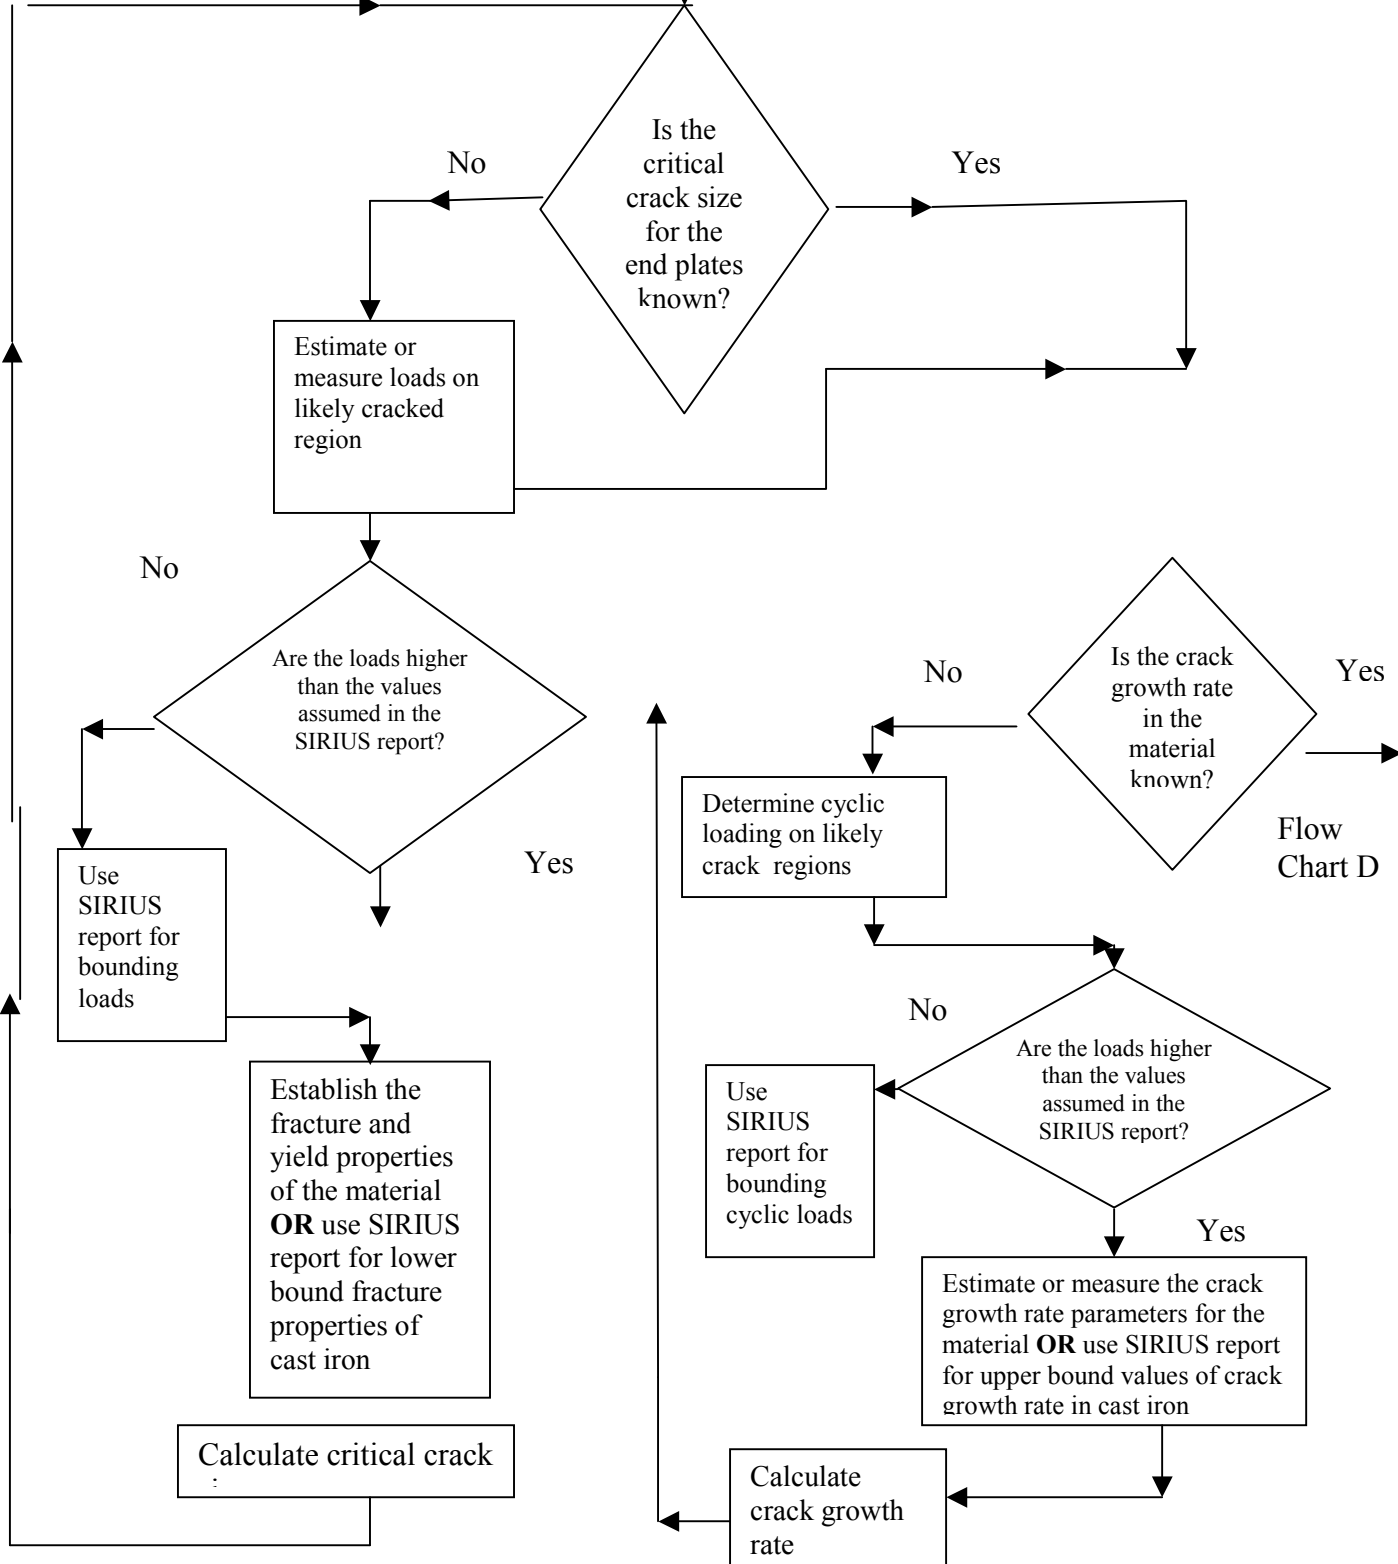 Is the
critical
crack size
for the
end plates
known?
No
Yes
Estimate or
measure loads on
likely cracked
region
No
Are the loads higher
than the values
assumed in the
SIRIUS report?
Yes
Use
SIRIUS
report for
bounding
loads
Establish the
fracture and
yield properties
of the material
OR use SIRIUS
report for lower
bound fracture
properties of
cast iron
Calculate critical crack
Is the crack
growth rate
in the
material
known?
No
Yes
Flow
Chart D
Determine cyclic
loading on likely
crack regions
No
Are the loads higher
than the values
assumed in the
SIRIUS report?
Use
SIRIUS
report for
bounding
cyclic loads
Yes
Estimate or measure the crack
growth rate parameters for the
material OR use SIRIUS report
for upper bound values of crack
growth rate in cast iron
Calculate
crack growth
rate